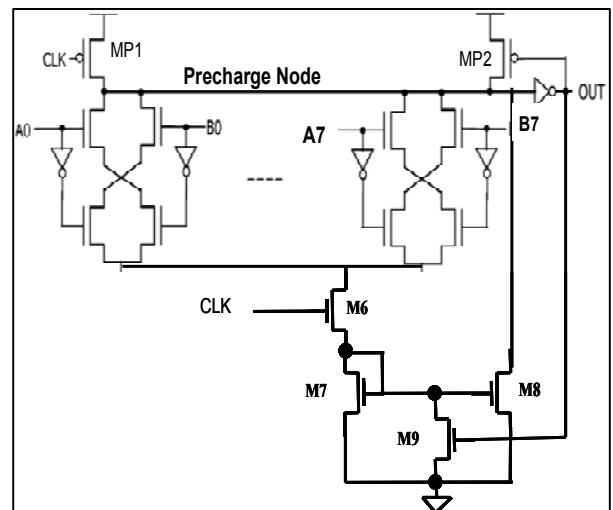 MP1
MP2
CLK
Precharge Node
OUT
A0
B0
A7
B7
----
CLK
M6
M7
M8
M9